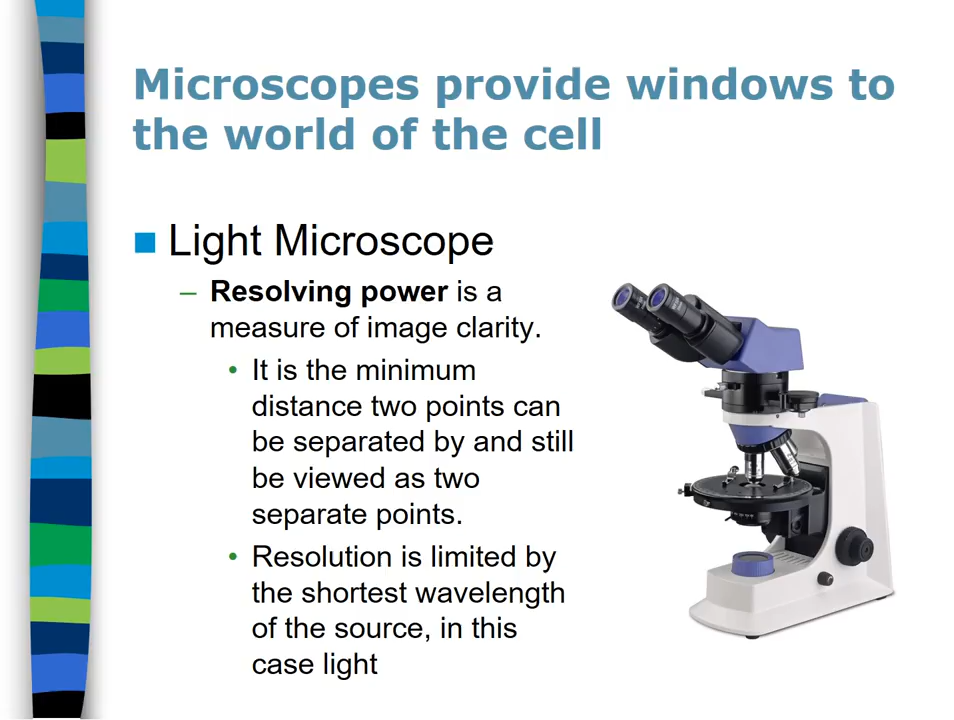 Microscopes provide windows to
the world of the cell
Light Microscope
– Resolving power is a
measure of image clarity.
• It is the minimum
distance two points can
be separated by and still
be viewed as two
separate points.
• Resolution is limited by
the shortest wavelength
of the source, in this
case light